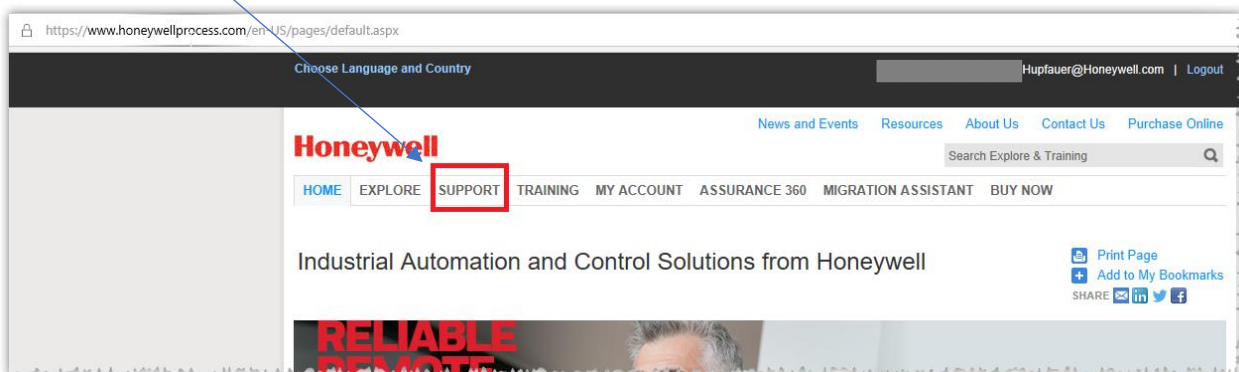 https://www.honeywellprocess.com/en-US/pages/default.aspx
Choose Language and Country
Hupfauer@Honeywell.com | Logout
News and Events Resources About Us Contact Us Purchase Online
Honeywell
Search Explore & Training
HOME EXPLORE SUPPORT TRAINING MY ACCOUNT ASSURANCE 360 MIGRATION ASSISTANT BUY NOW
Industrial Automation and Control Solutions from Honeywell
Print Page
Add to My Bookmarks
SHARE
RELIABLE
REMOTE